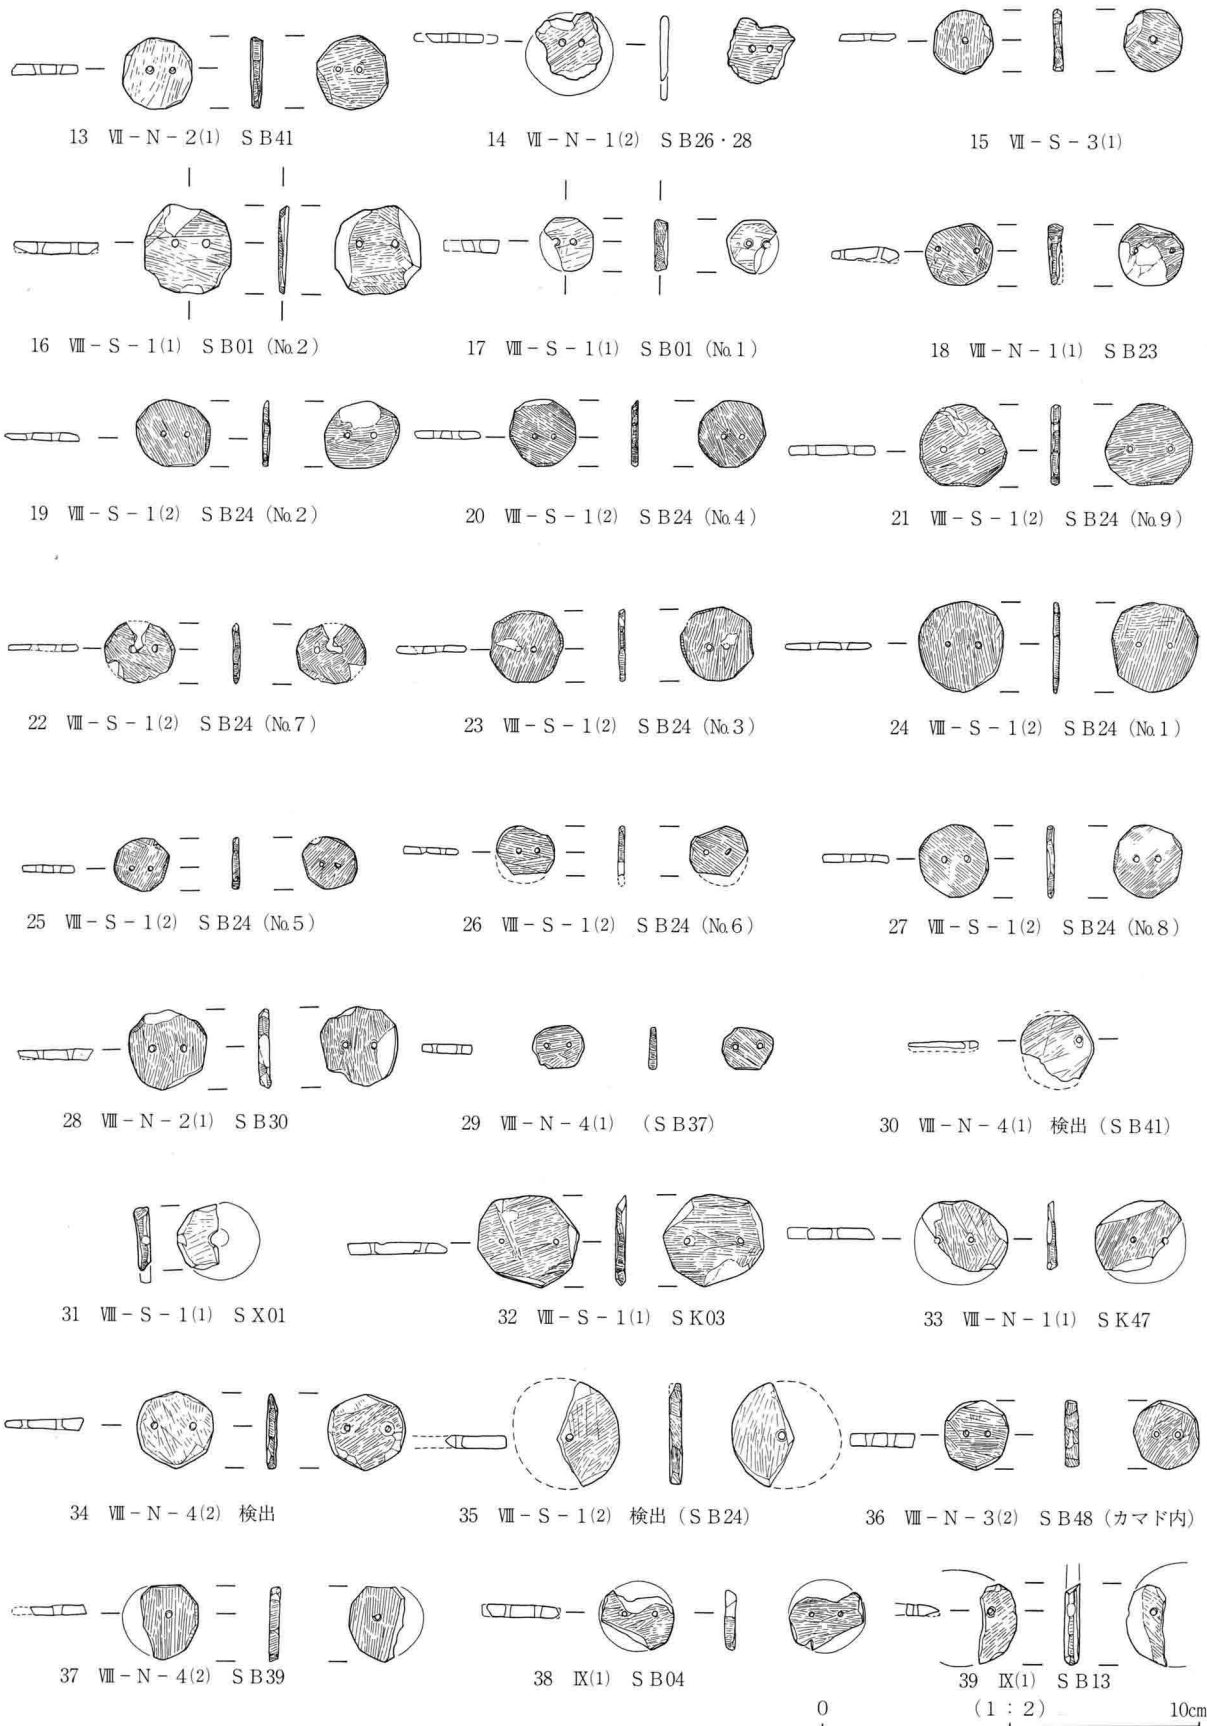 13 Ⅶ-N-2(1) SB41
14 Ⅶ-N-1(2) SB26・28
15 Ⅶ-S-3(1)
16 Ⅷ-S-1(1) SB01 (No.2)
17 Ⅷ-S-1(1) SB01 (No.1)
18 Ⅷ-N-1(1) SB23
19 Ⅷ-S-1(2) SB24 (No.2)
20 Ⅷ-S-1(2) SB24 (No.4)
21 Ⅷ-S-1(2) SB24 (No.9)
22 Ⅷ-S-1(2) SB24 (No.7)
23 Ⅷ-S-1(2) SB24 (No.3)
24 Ⅷ-S-1(2) SB24 (No.1)
25 Ⅷ-S-1(2) SB24 (No.5)
26 Ⅷ-S-1(2) SB24 (No.6)
27 Ⅷ-S-1(2) SB24 (No.8)
28 Ⅷ-N-2(1) SB30
29 Ⅷ-N-4(1) (SB37)
30 Ⅷ-N-4(1) 検出 (SB41)
31 Ⅷ-S-1(1) SX01
32 Ⅷ-S-1(1) SK03
33 Ⅷ-N-1(1) SK47
34 Ⅷ-N-4(2) 検出
35 Ⅷ-S-1(2) 検出 (SB24)
36 Ⅷ-N-3(2) SB48 (カマド内)
37 Ⅷ-N-4(2) SB39
38 Ⅸ(1) SB04
39 Ⅸ(1) SB13
0 (1:2) 10cm